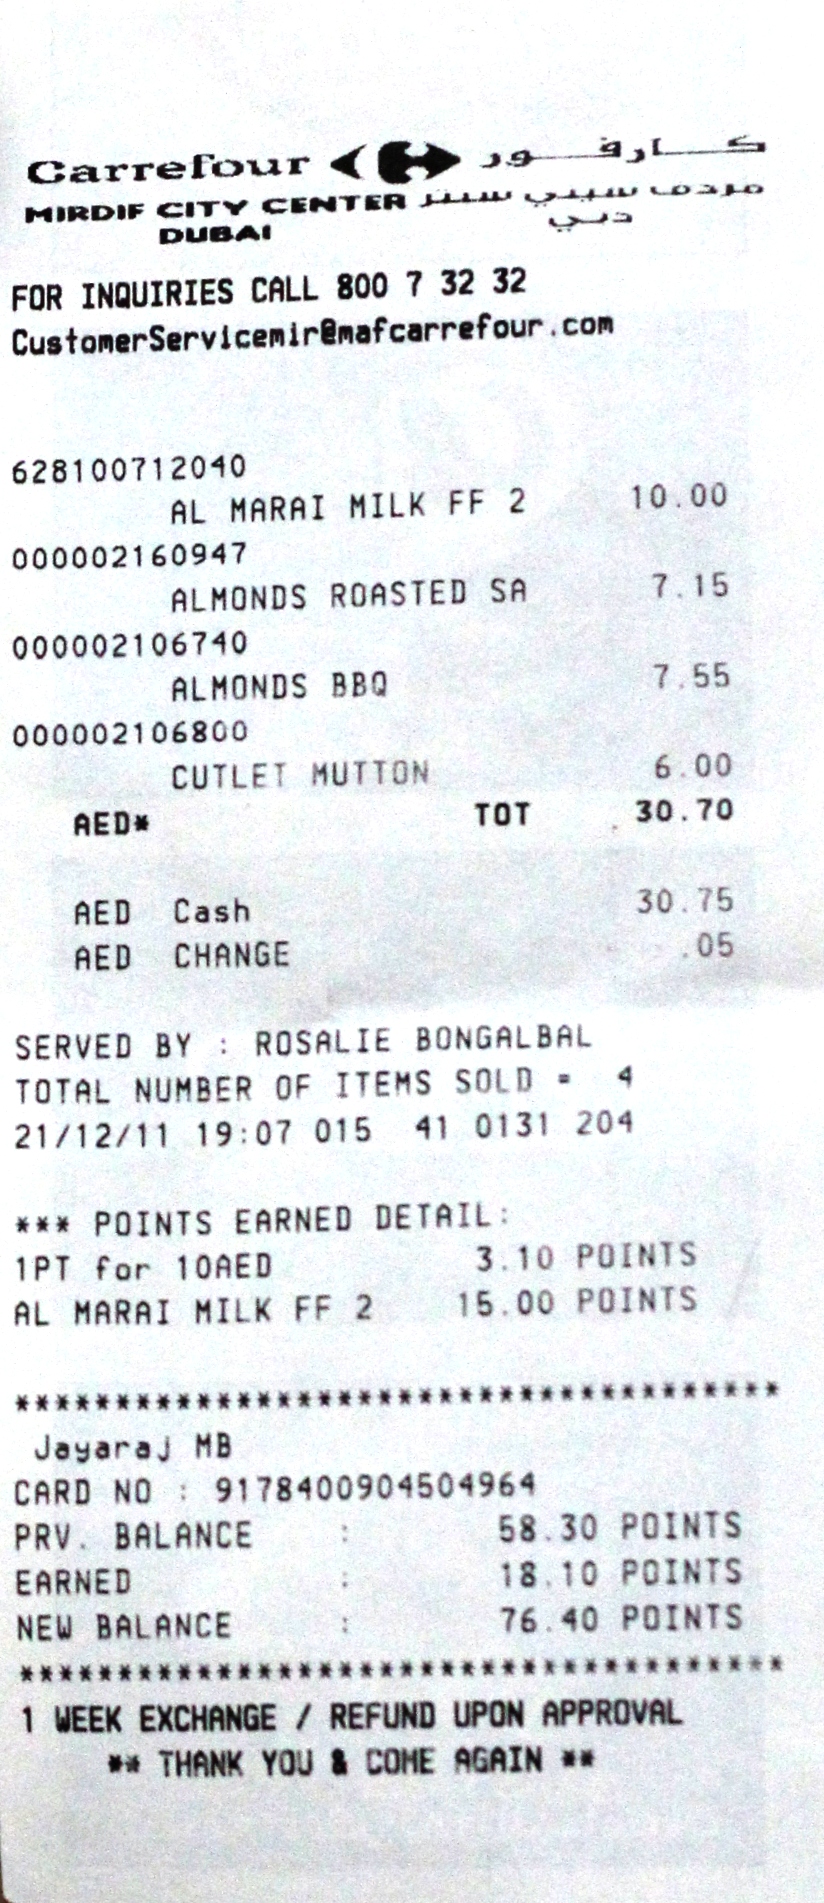 Carrefour كارفور
MIRDIF CITY CENTER مردف سيتي سنتر
DUBAI دبي
FOR INQUIRIES CALL 800 7 32 32
CustomerServicemir@mafcarrefour.com
628100712040
AL MARAI MILK FF 2 10.00
000002160947
ALMONDS ROASTED SA 7.15
000002106740
ALMONDS BBQ 7.55
000002106800
CUTLET MUTTON 6.00
AED* TOT 30.70
AED Cash 30.75
AED CHANGE .05
SERVED BY : ROSALIE BONGALBAL
TOTAL NUMBER OF ITEMS SOLD = 4
21/12/11 19:07 015 41 0131 204
*** POINTS EARNED DETAIL:
1PT for 10AED 3.10 POINTS
AL MARAI MILK FF 2 15.00 POINTS
***************************************
Jayaraj MB
CARD NO : 9178400904504964
PRV. BALANCE : 58.30 POINTS
EARNED : 18.10 POINTS
NEW BALANCE : 76.40 POINTS
***************************************
1 WEEK EXCHANGE / REFUND UPON APPROVAL
** THANK YOU & COME AGAIN **